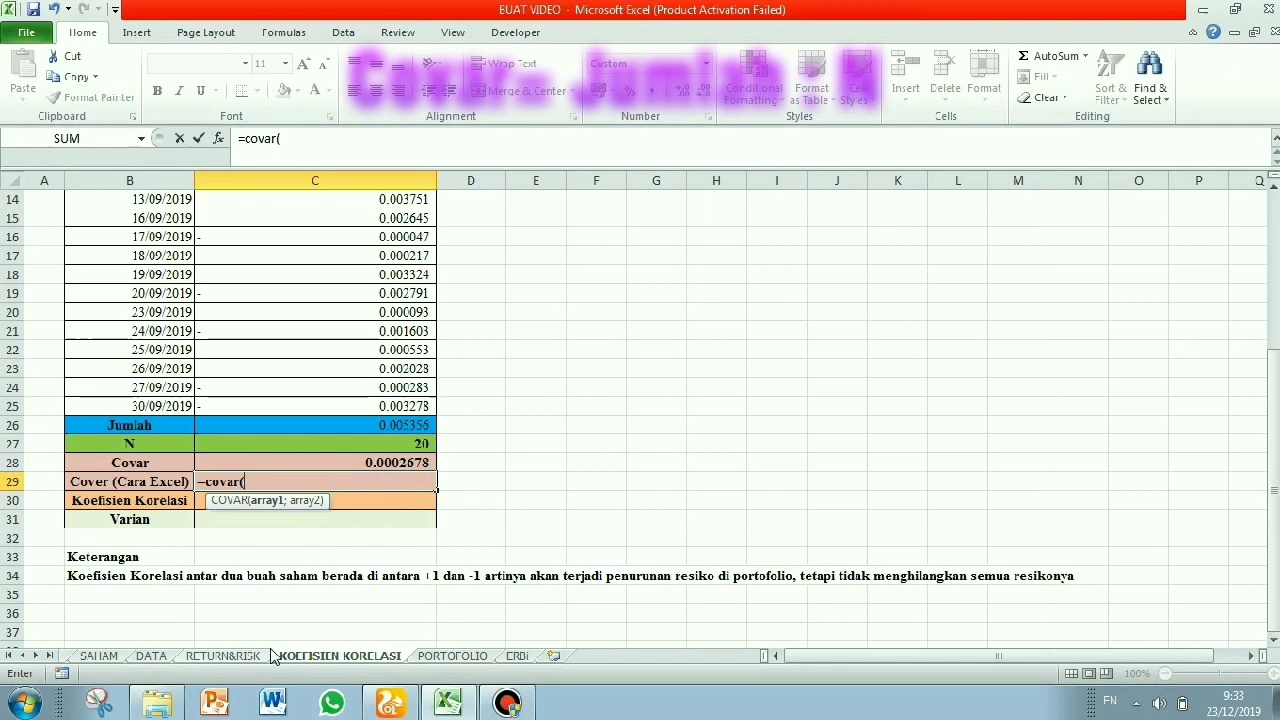 BUAT VIDEO - Microsoft Excel (Product Activation Failed)
File Home Insert Page Layout Formulas Data Review View Developer
Cut
Copy
Format Painter
Paste
Clipboard
11
Font
Wrap Text
Merge & Center
Alignment
Custom
Number
Conditional Formatting
Format as Table
Cell Styles
Styles
Insert Delete Format
Cells
AutoSum
Fill
Clear
Sort & Filter
Find & Select
Editing
SUM =covar(
A B C D E F G H I J K L M N O P Q
14 13/09/2019 0.003751
15 16/09/2019 0.002645
16 17/09/2019 - 0.000047
17 18/09/2019 0.000217
18 19/09/2019 0.003324
19 20/09/2019 - 0.002791
20 23/09/2019 0.000093
21 24/09/2019 - 0.001603
22 25/09/2019 0.000553
23 26/09/2019 0.002028
24 27/09/2019 - 0.000283
25 30/09/2019 - 0.003278
26 Jumlah 0.005356
27 N 20
28 Covar 0.0002678
29 Cover (Cara Excel) =covar(
30 Koefisien Korelasi COVAR(array1; array2)
31 Varian
32
33 Keterangan
34 Koefisien Korelasi antar dua buah saham berada di antara +1 dan -1 artinya akan terjadi penurunan resiko di portofolio, tetapi tidak menghilangkan semua resikonya
35
36
37
SAHAM DATA RETURN&RISK KOEFISIEN KORELASI PORTOFOLIO ERBi
Enter 100%
EN 9:33
23/12/2019